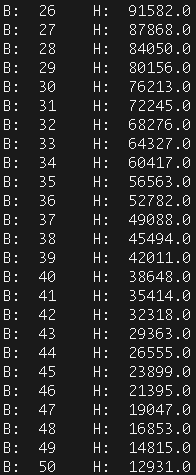 B: 26 H: 91582.0
B: 27 H: 87868.0
B: 28 H: 84050.0
B: 29 H: 80156.0
B: 30 H: 76213.0
B: 31 H: 72245.0
B: 32 H: 68276.0
B: 33 H: 64327.0
B: 34 H: 60417.0
B: 35 H: 56563.0
B: 36 H: 52782.0
B: 37 H: 49088.0
B: 38 H: 45494.0
B: 39 H: 42011.0
B: 40 H: 38648.0
B: 41 H: 35414.0
B: 42 H: 32318.0
B: 43 H: 29363.0
B: 44 H: 26555.0
B: 45 H: 23899.0
B: 46 H: 21395.0
B: 47 H: 19047.0
B: 48 H: 16853.0
B: 49 H: 14815.0
B: 50 H: 12931.0